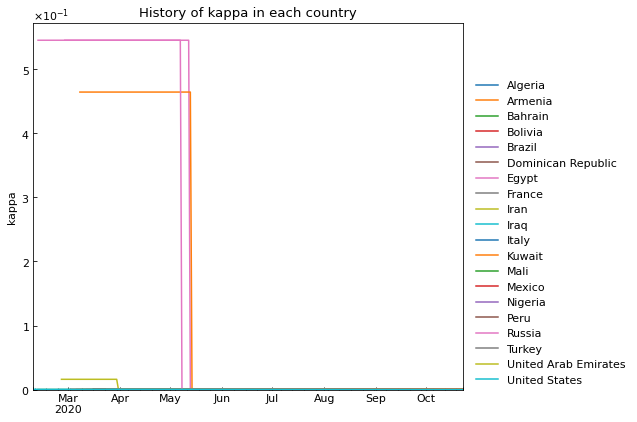 History of kappa in each country
×10⁻¹
5
4
3
2
1
0
kappa
Mar Apr May Jun Jul Aug Sep Oct
2020
Algeria
Armenia
Bahrain
Bolivia
Brazil
Dominican Republic
Egypt
France
Iran
Iraq
Italy
Kuwait
Mali
Mexico
Nigeria
Peru
Russia
Turkey
United Arab Emirates
United States